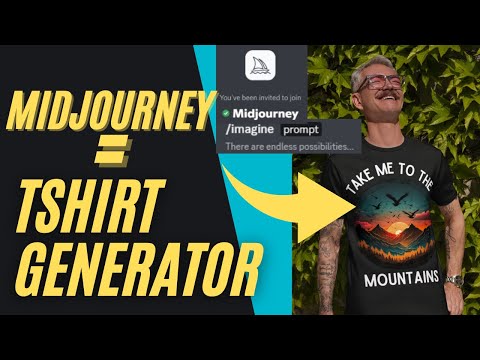 MIDJOURNEY
=
TSHIRT
GENERATOR
You've been invited to join
Midjourney
/imagine prompt
There are endless possibilities...
TAKE ME TO THE
MOUNTAINS